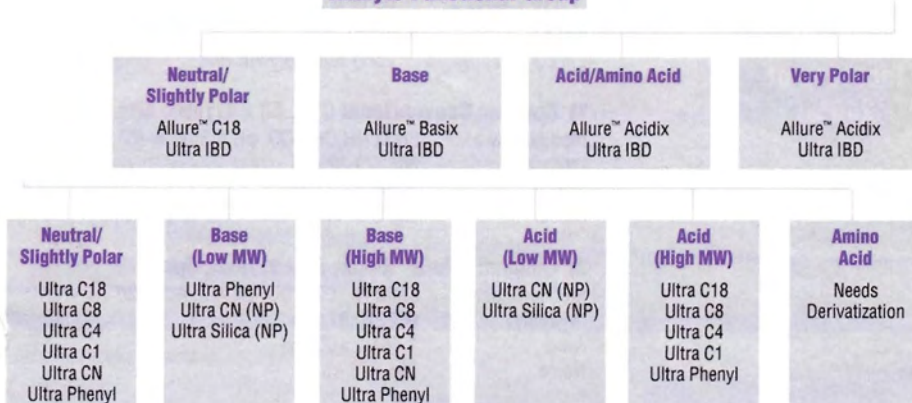 Neutral/
Slightly Polar
Allure™ C18
Ultra IBD
Base
Allure™ Basix
Ultra IBD
Acid/Amino Acid
Allure™ Acidix
Ultra IBD
Very Polar
Allure™ Acidix
Ultra IBD
Neutral/
Slightly Polar
Ultra C18
Ultra C8
Ultra C4
Ultra C1
Ultra CN
Ultra Phenyl
Base
(Low MW)
Ultra Phenyl
Ultra CN (NP)
Ultra Silica (NP)
Base
(High MW)
Ultra C18
Ultra C8
Ultra C4
Ultra C1
Ultra CN
Ultra Phenyl
Acid
(Low MW)
Ultra CN (NP)
Ultra Silica (NP)
Acid
(High MW)
Ultra C18
Ultra C8
Ultra C4
Ultra C1
Ultra Phenyl
Amino
Acid
Needs
Derivatization